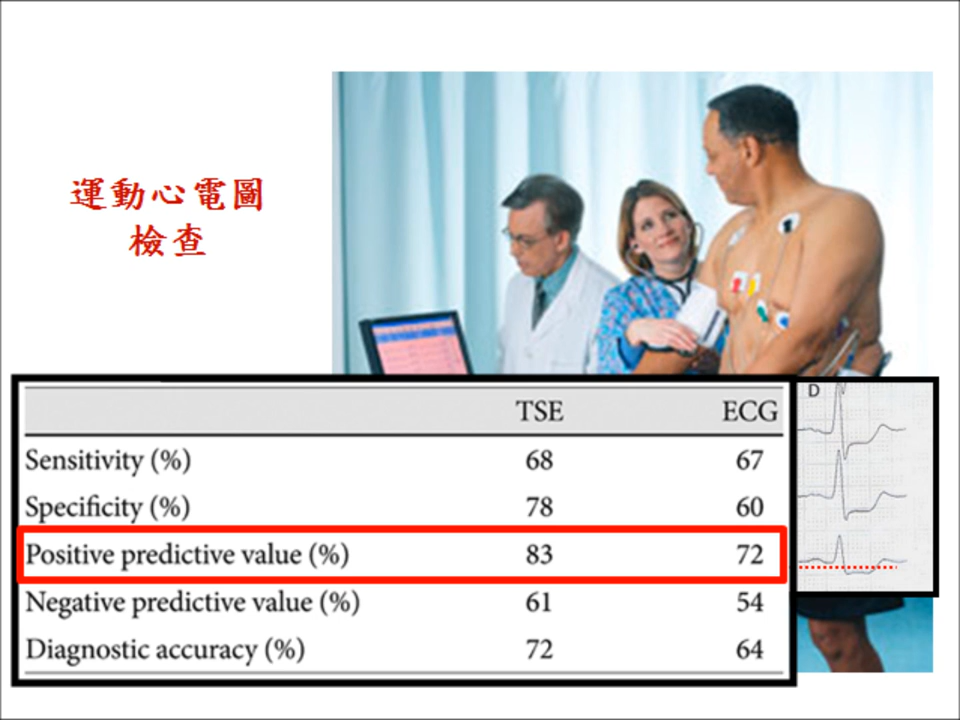 運動心電圖
檢查
TSE ECG
Sensitivity (%) 68 67
Specificity (%) 78 60
Positive predictive value (%) 83 72
Negative predictive value (%) 61 54
Diagnostic accuracy (%) 72 64
D